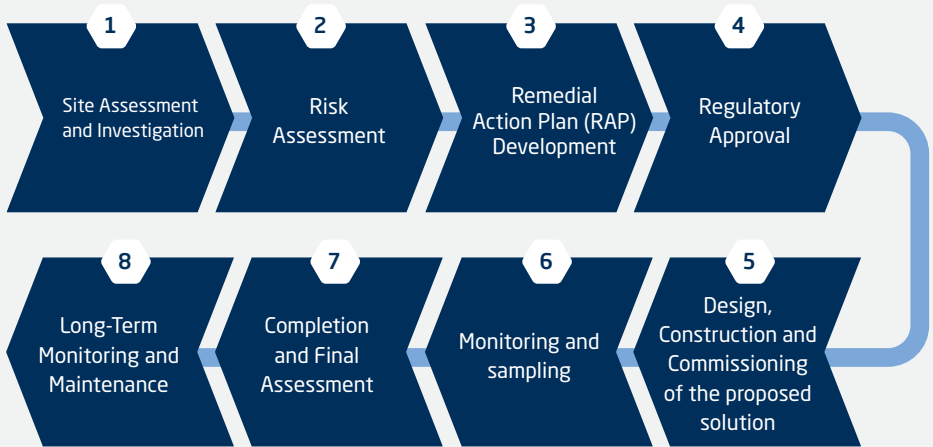 1
Site Assessment
and Investigation
2
Risk
Assessment
3
Remedial
Action Plan (RAP)
Development
4
Regulatory
Approval
5
Design,
Construction and
Commissioning
of the proposed
solution
6
Monitoring and
sampling
7
Completion
and Final
Assessment
8
Long-Term
Monitoring and
Maintenance